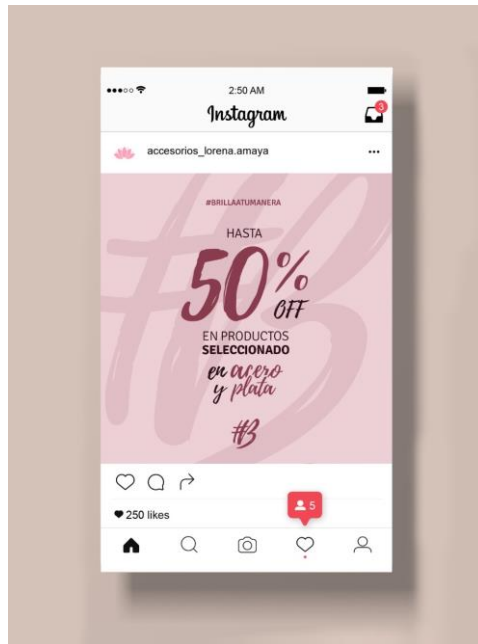 2:50 AM
Instagram
3
accesorios_lorena.amaya
#BRILLAATUMANERA
HASTA
50%
OFF
EN PRODUCTOS
SELECCIONADO
en acero
y plata
#B
250 likes
5